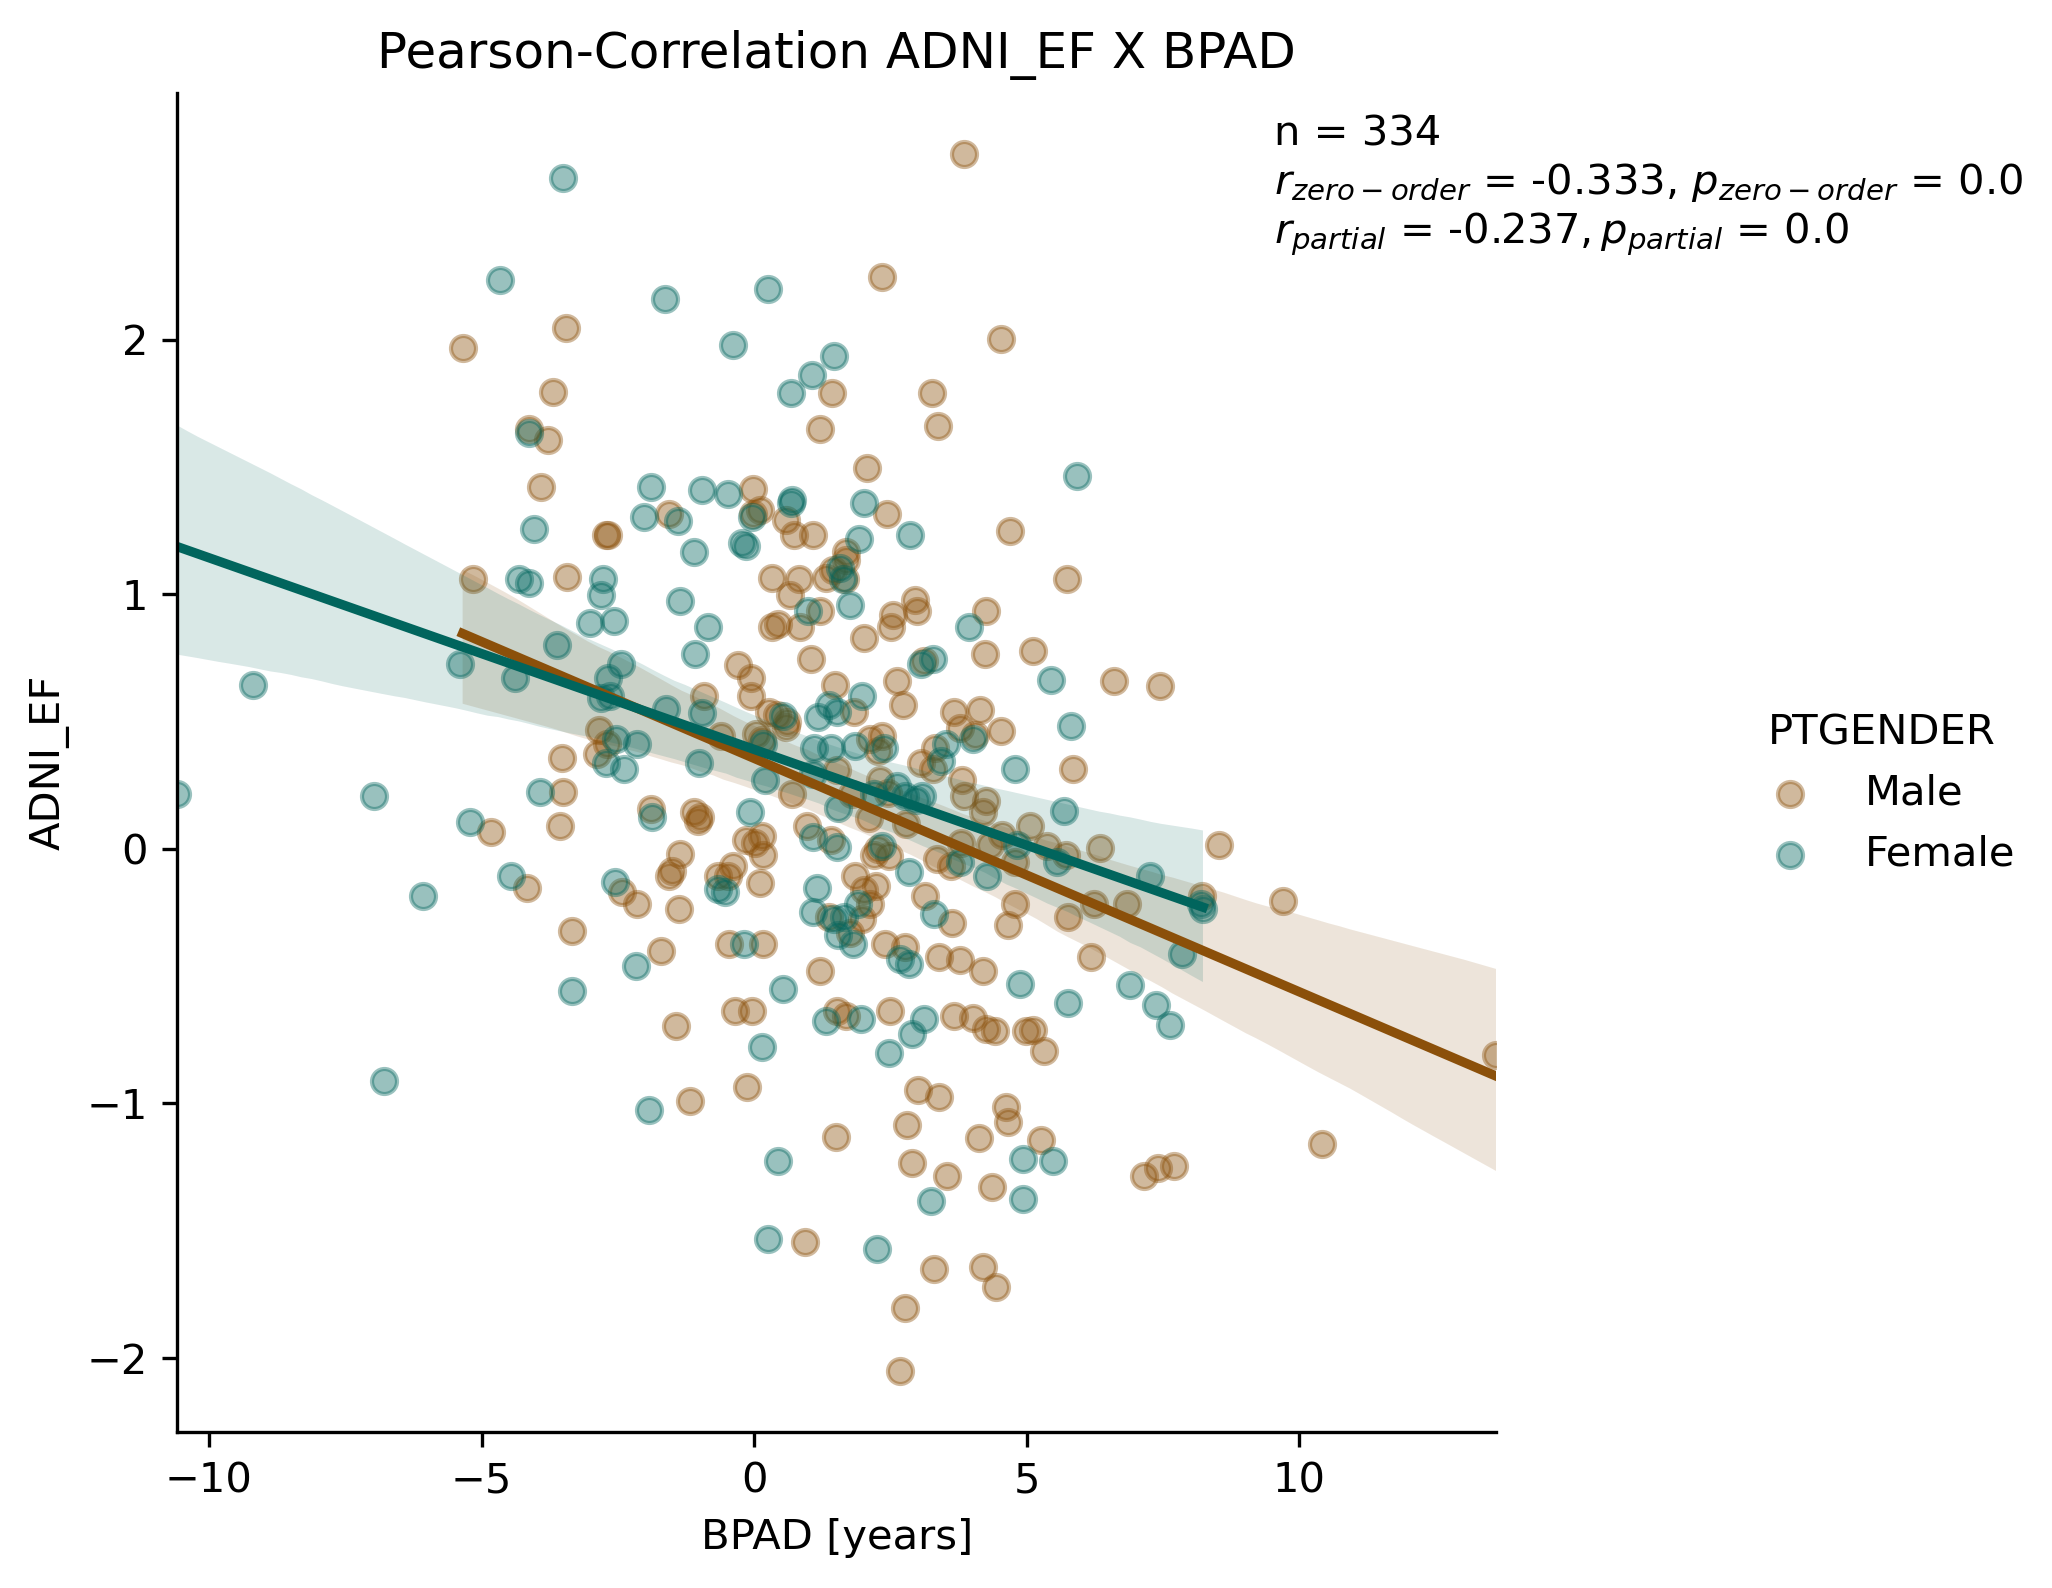 Pearson-Correlation ADNI_EF X BPAD
n = 334
r_zero−order = -0.333, p_zero−order = 0.0
r_partial = -0.237, p_partial = 0.0
ADNI_EF
2
1
0
−1
−2
−10 −5 0 5 10
BPAD [years]
PTGENDER
Male
Female